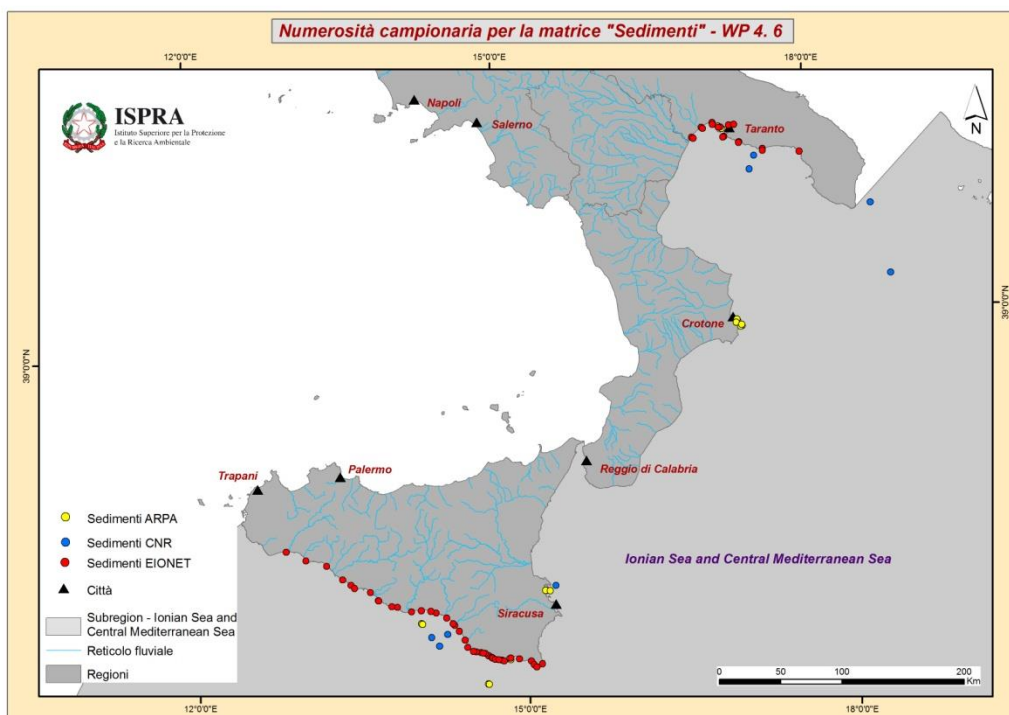 Numerosità campionaria per la matrice "Sedimenti" - WP 4. 6
12°0'0"E
15°0'0"E
18°0'0"E
ISPRA
Istituto Superiore per la Protezione
e la Ricerca Ambientale
Napoli
Salerno
Taranto
N
39°0'0"N
Crotone
39°0'0"N
Reggio di Calabria
Trapani
Palermo
Sedimenti ARPA
Sedimenti CNR
Sedimenti EIONET
Città
Subregion - Ionian Sea and
Central Mediterranean Sea
Reticolo fluviale
Regioni
Ionian Sea and Central Mediterranean Sea
Siracusa
0 50 100 200
Km
12°0'0"E
15°0'0"E
18°0'0"E